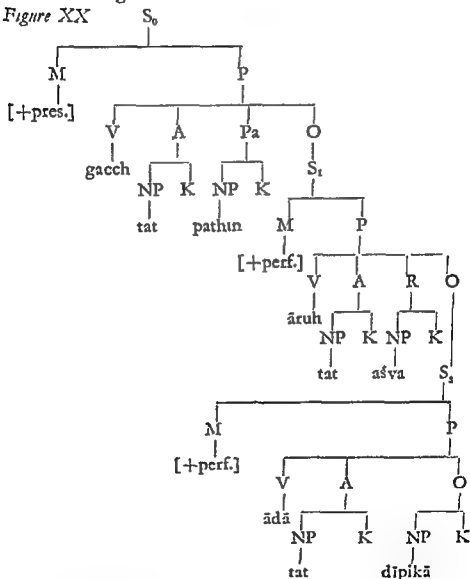 Figure XX S₀
M P
[+pres.]
V A Pa O
gacch S₁
NP K NP K
tat pathin M P
[+perf.]
V A R O
āruh
NP K NP K
tat aśva S₂
M P
[+perf.]
V A O
ādā
NP K NP K
tat dīpikā